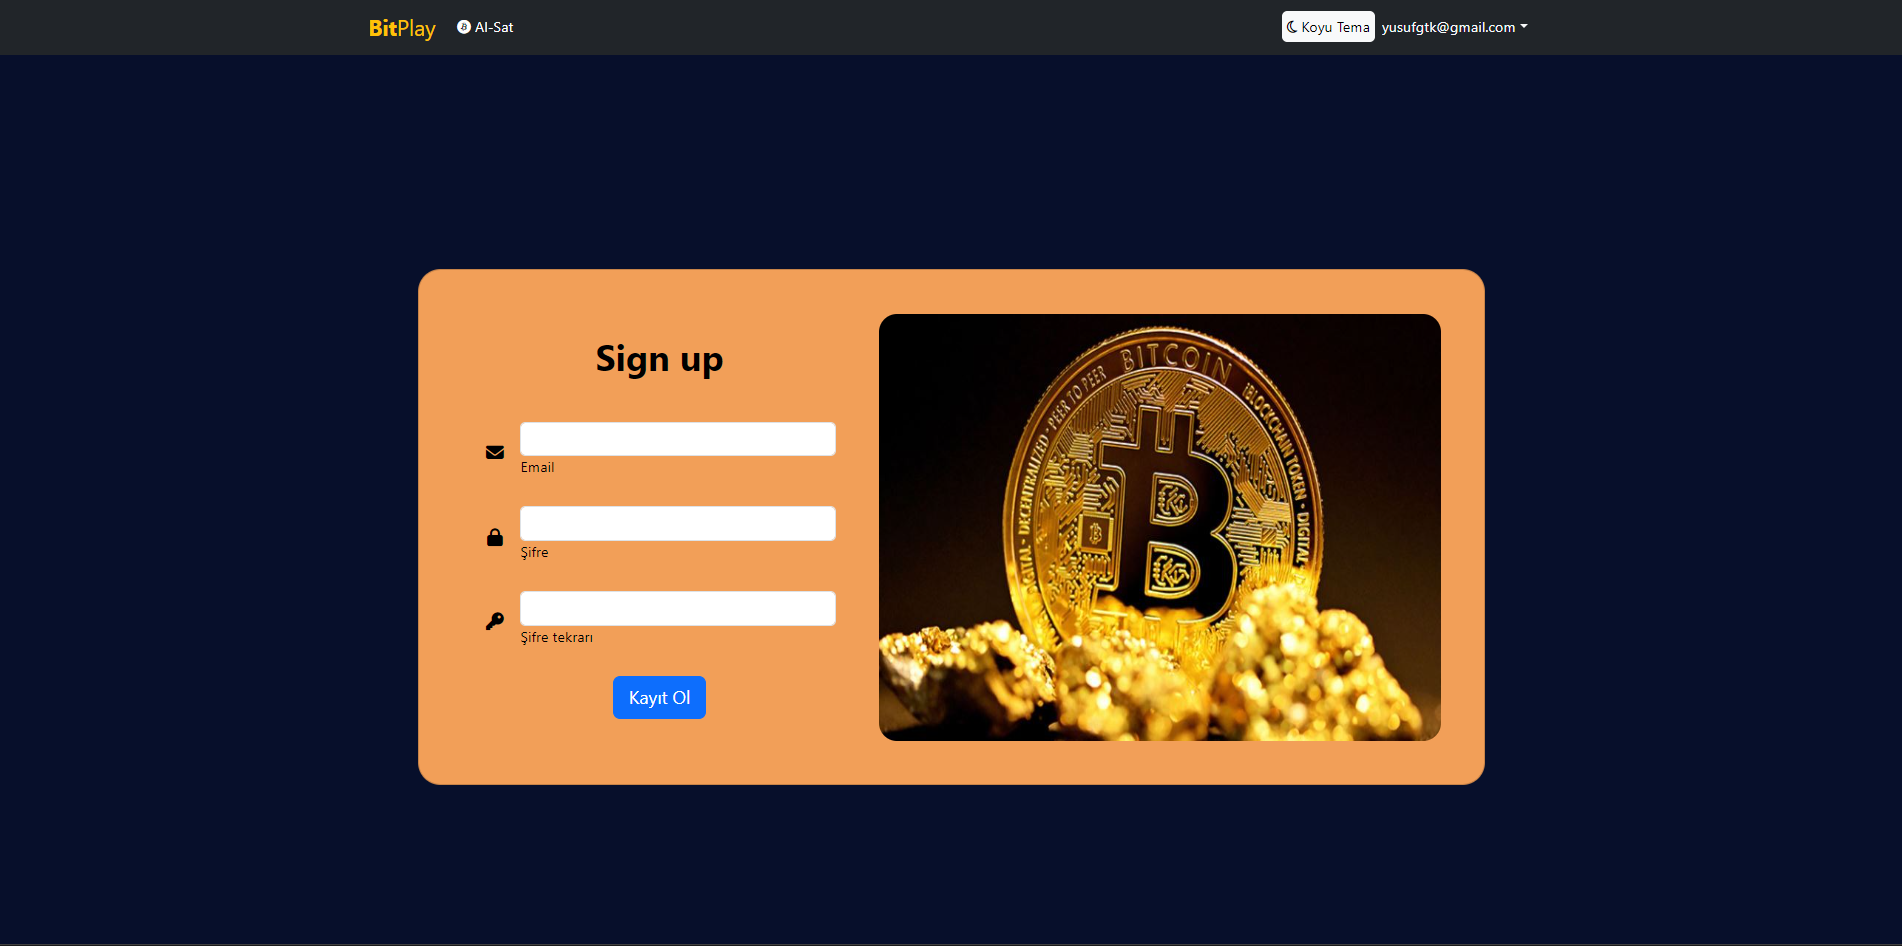 BitPlay
Al-Sat
Koyu Tema
yusufgtk@gmail.com
Sign up
Email
Şifre
Şifre tekrarı
Kayıt Ol
BITCOIN
BLOCKCHAIN TOKEN • DIGITAL
DIGITAL • DECENTRALIZED • PEER TO PEER